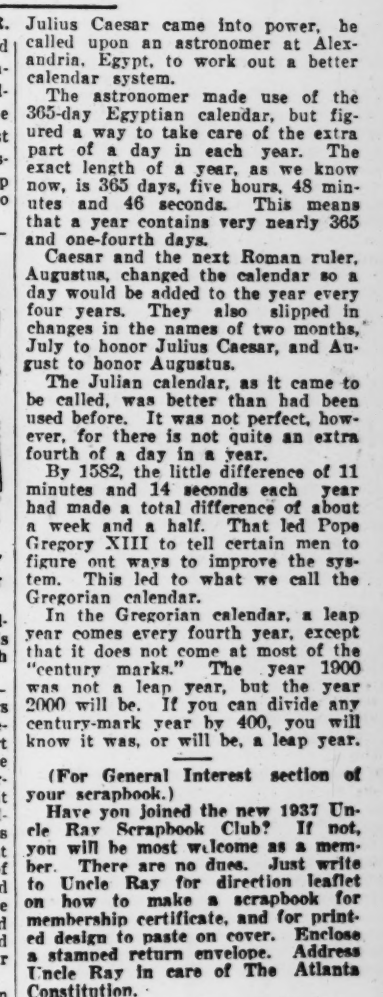 Julius Caesar came into power, he
called upon an astronomer at Alex-
andria, Egypt, to work out a better
calendar system.
The astronomer made use of the
365-day Egyptian calendar, but fig-
ured a way to take care of the extra
part of a day in each year. The
exact length of a year, as we know
now, is 365 days, five hours, 48 min-
utes and 46 seconds. This means
that a year contains very nearly 365
and one-fourth days.
Caesar and the next Roman ruler,
Augustus, changed the calendar so a
day would be added to the year every
four years. They also slipped in
changes in the names of two months,
July to honor Julius Caesar, and Au-
gust to honor Augustus.
The Julian calendar, as it came to
be called, was better than had been
used before. It was not perfect, how-
ever, for there is not quite an extra
fourth of a day in a year.
By 1582, the little difference of 11
minutes and 14 seconds each year
had made a total difference of about
a week and a half. That led Pope
Gregory XIII to tell certain men to
figure out ways to improve the sys-
tem. This led to what we call the
Gregorian calendar.
In the Gregorian calendar, a leap
year comes every fourth year, except
that it does not come at most of the
"century marks." The year 1900
was not a leap year, but the year
2000 will be. If you can divide any
century-mark year by 400, you will
know it was, or will be, a leap year.
(For General Interest section of
your scrapbook.)
Have you joined the new 1937 Un-
cle Ray Scrapbook Club? If not,
you will be most welcome as a mem-
ber. There are no dues. Just write
to Uncle Ray for direction leaflet
on how to make a scrapbook for
membership certificate, and for print-
ed design to paste on cover. Enclose
a stamped return envelope. Address
Uncle Ray in care of The Atlanta
Constitution.